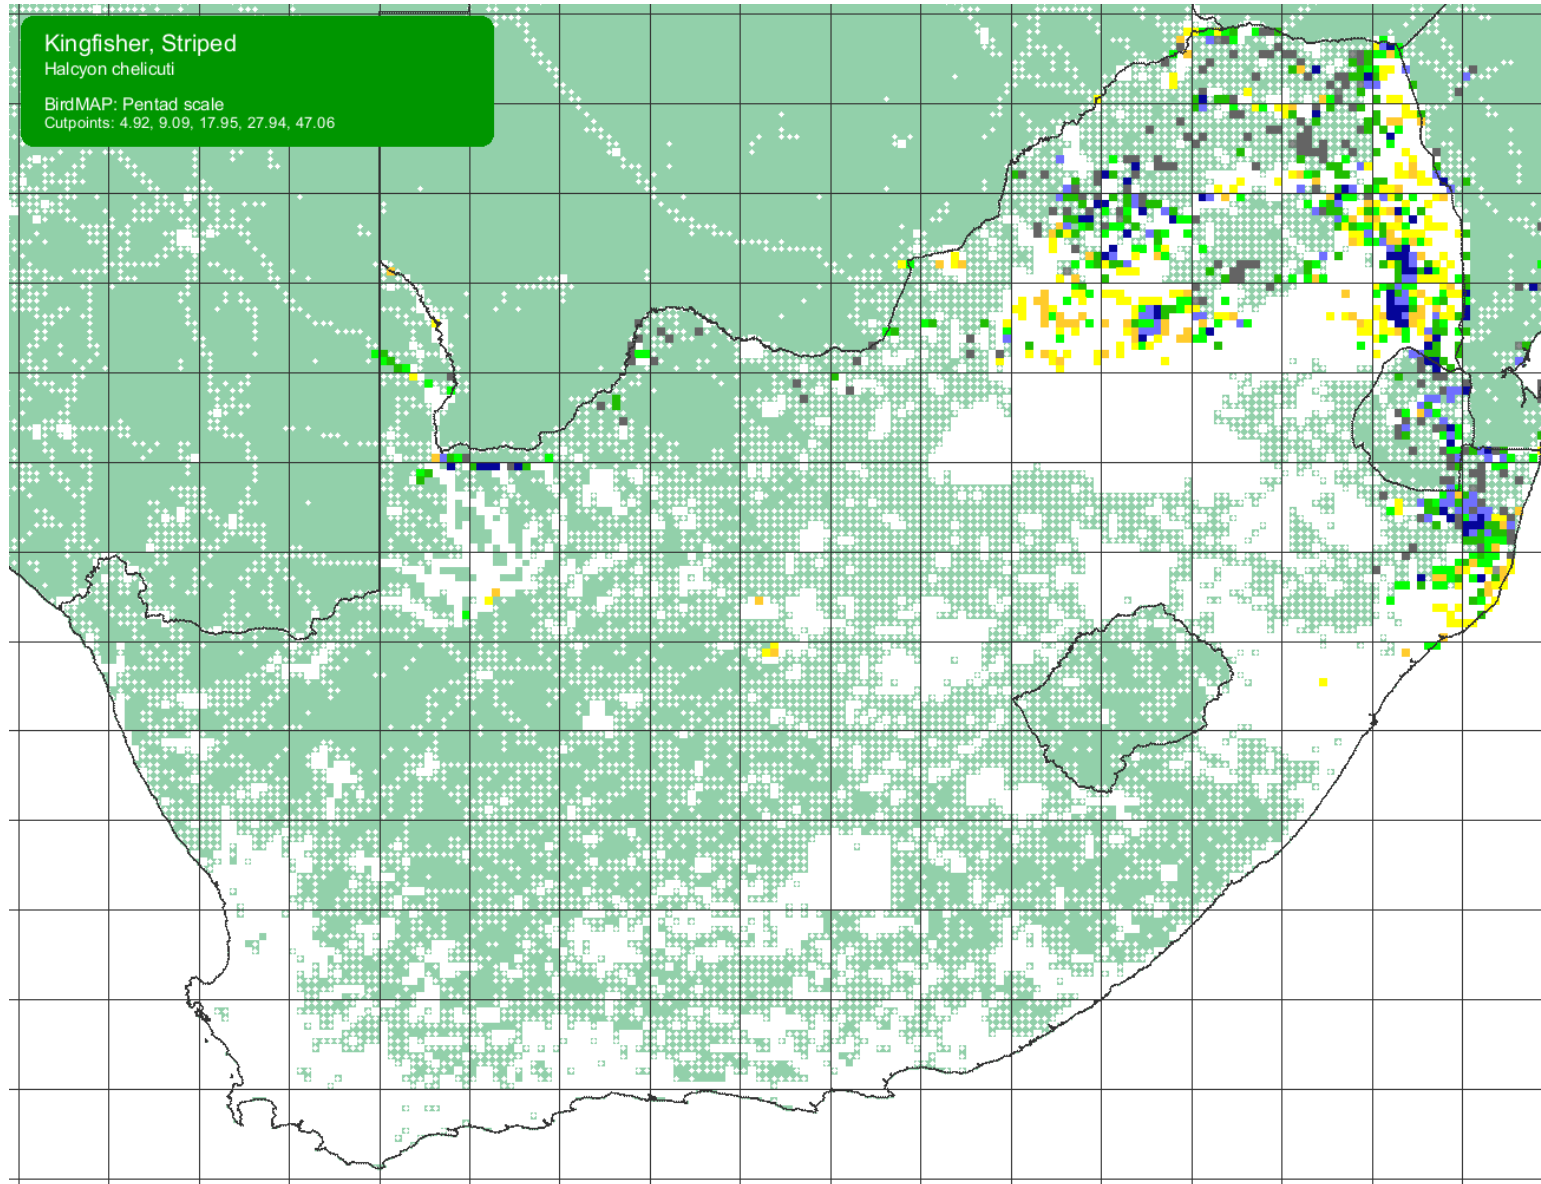 Kingfisher, Striped
Halcyon chelicuti
BirdMAP: Pentad scale
Cutpoints: 4.92, 9.09, 17.95, 27.94, 47.06